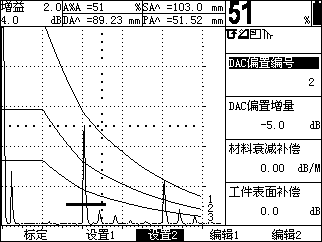 增益 2.0 A%A =51 % SA^ =103.0 mm 51 %
4.0 dB DA^ =89.23 mm PA^ =51.52 mm
DAC偏置编号
2
DAC偏置增量
-5.0 dB
材料衰减补偿
0.00 dB/M
工件表面补偿
0.0 dB
1
2
3
标定 设置1 设置2 编辑1 编辑2